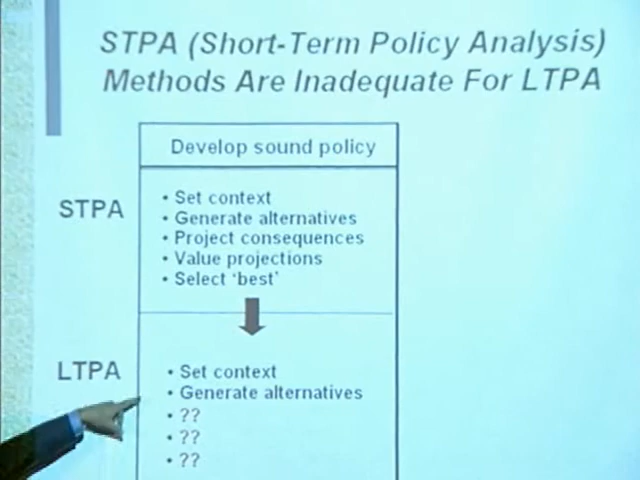 STPA (Short-Term Policy Analysis)
Methods Are Inadequate For LTPA
Develop sound policy
STPA
• Set context
• Generate alternatives
• Project consequences
• Value projections
• Select ‘best’
LTPA
• Set context
• Generate alternatives
• ??
• ??
• ??